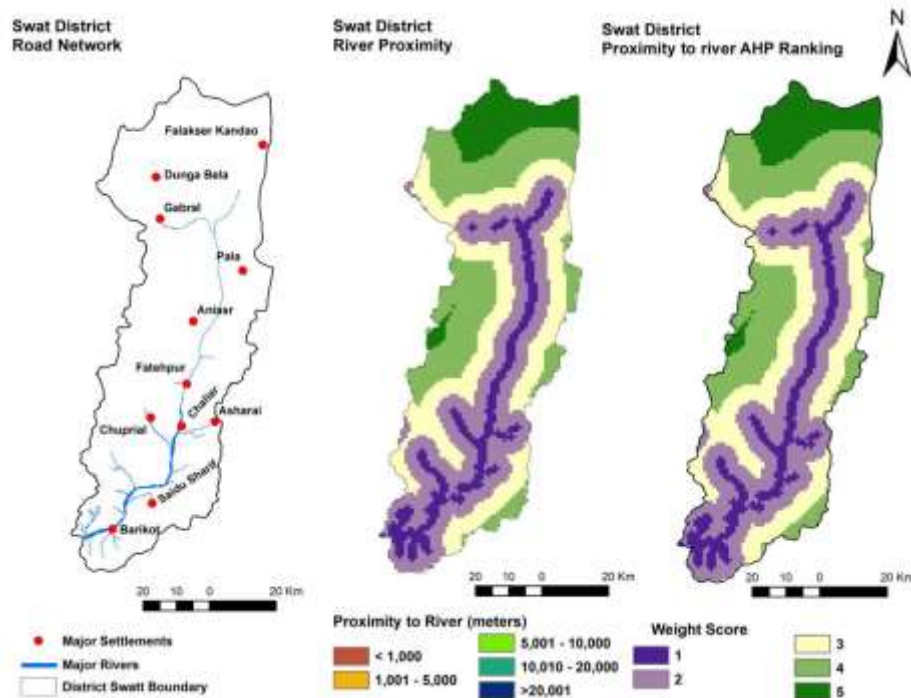 Swat District
Road Network
Swat District
River Proximity
Swat District
Proximity to river AHP Ranking
N
Falakser Kandao
Dunga Bela
Gabral
Pala
Aniasr
Fatehpur
Chaliar
Asharai
Chuprial
Saidu Sharif
Barikot
20 10 0 20 Km
20 10 0 20 Km
20 10 0 20 Km
Major Settlements
Major Rivers
District Swatt Boundary
Proximity to River (meters)
< 1,000
1,001 - 5,000
5,001 - 10,000
10,010 - 20,000
>20,001
Weight Score
1
2
3
4
5